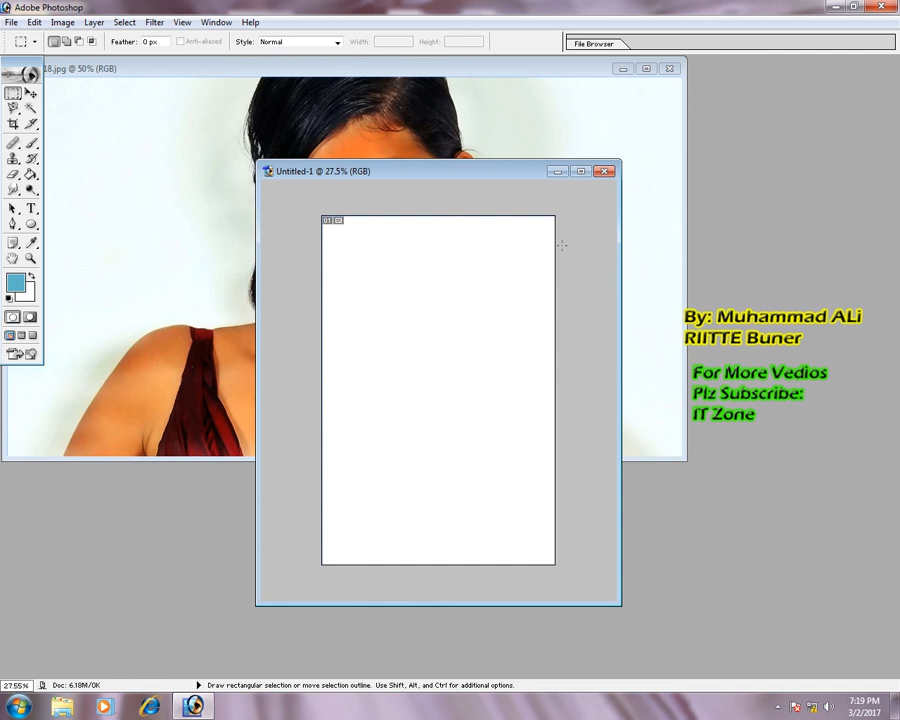 Adobe Photoshop
File Edit Image Layer Select Filter View Window Help
Feather: 0 px Anti-aliased Style: Normal Width: Height: File Browser
18.jpg @ 50% (RGB)
Untitled-1 @ 27.5% (RGB)
01
By: Muhammad ALi
RIITTE Buner
For More Vedios
Plz Subscribe:
IT Zone
27.55% Doc: 6.18M/0K Draw rectangular selection or move selection outline. Use Shift, Alt, and Ctrl for additional options.
7:19 PM
3/2/2017